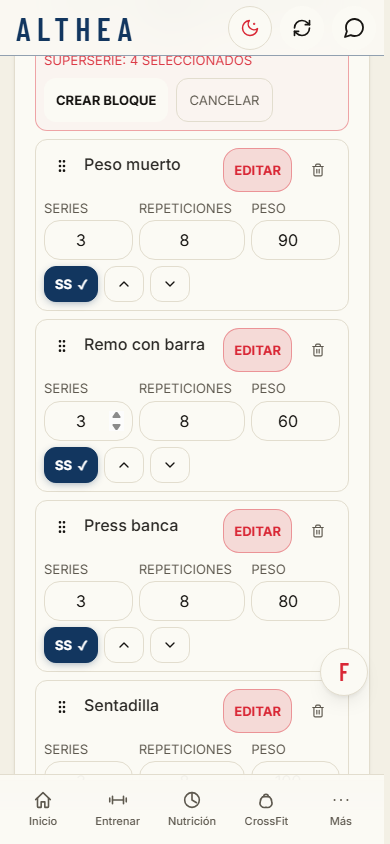 ALTHEA
SUPERSERIE: 4 SELECCIONADOS
CREAR BLOQUE CANCELAR
Peso muerto EDITAR
SERIES REPETICIONES PESO
3 8 90
SS ✓
Remo con barra EDITAR
SERIES REPETICIONES PESO
3 8 60
SS ✓
Press banca EDITAR
SERIES REPETICIONES PESO
3 8 80
SS ✓
F
Sentadilla EDITAR
SERIES REPETICIONES PESO
Inicio Entrenar Nutrición CrossFit Más